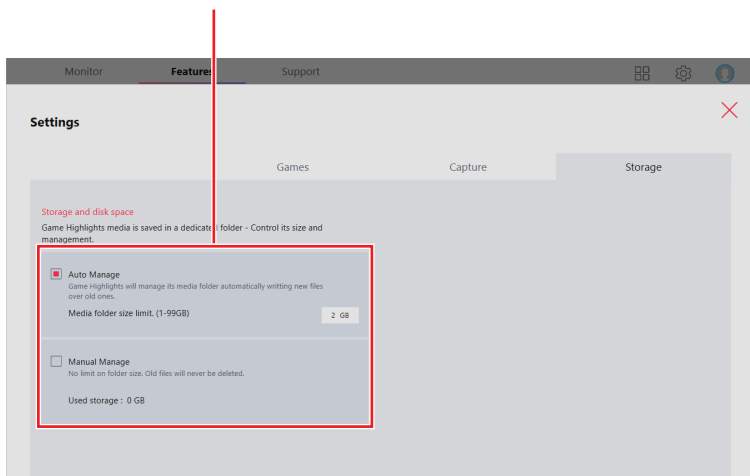 Monitor Features Support
Settings
Games Capture Storage
Storage and disk space
Game Highlights media is saved in a dedicated folder - Control its size and
management.
Auto Manage
Game Highlights will manage its media folder automatically writting new files
over old ones.
Media folder size limit. (1-99GB) 2 GB
Manual Manage
No limit on folder size. Old files will never be deleted.
Used storage : 0 GB